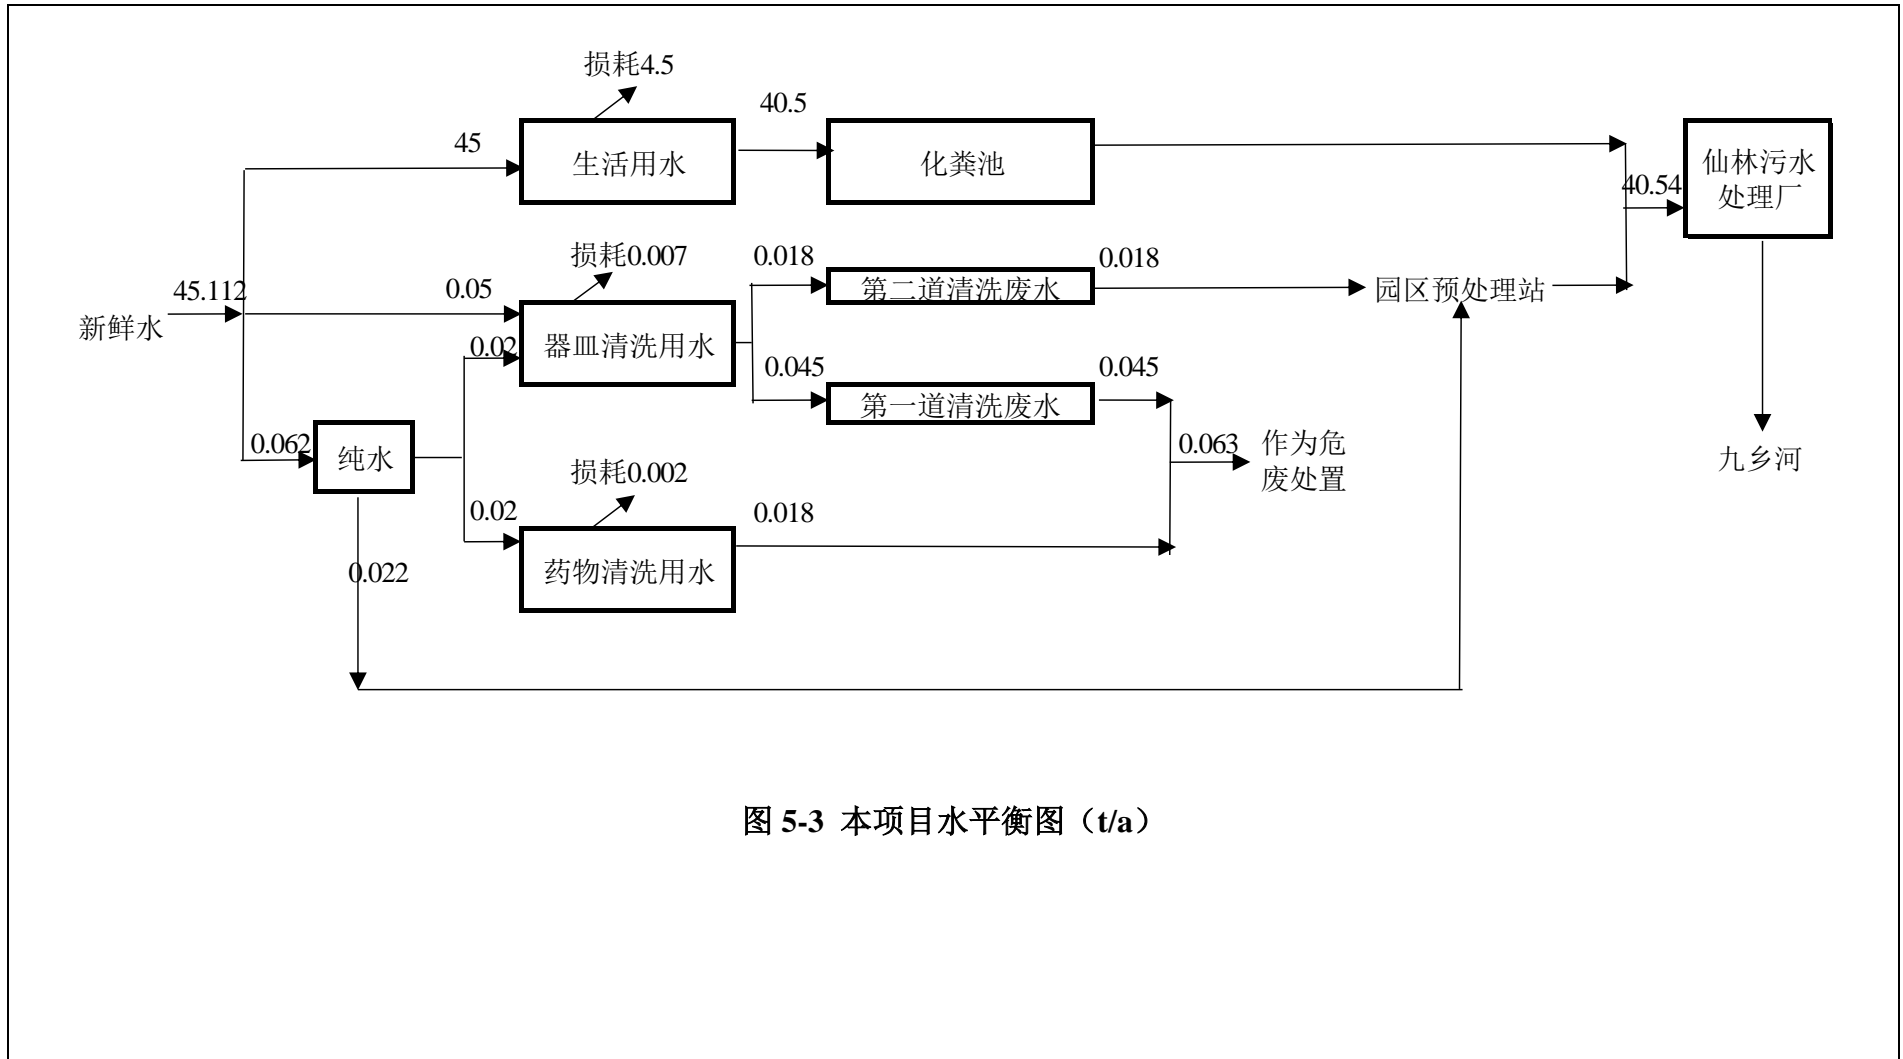 损耗4.5
45
生活用水
40.5
化粪池
40.54
仙林污水
处理厂
新鲜水
45.112
0.05
损耗0.007
0.02
器皿清洗用水
0.018
第二道清洗废水
0.018
园区预处理站
0.045
第一道清洗废水
0.045
0.062
纯水
0.063
作为危
废处置
九乡河
损耗0.002
0.02
药物清洗用水
0.018
0.022
图 5-3 本项目水平衡图（t/a）